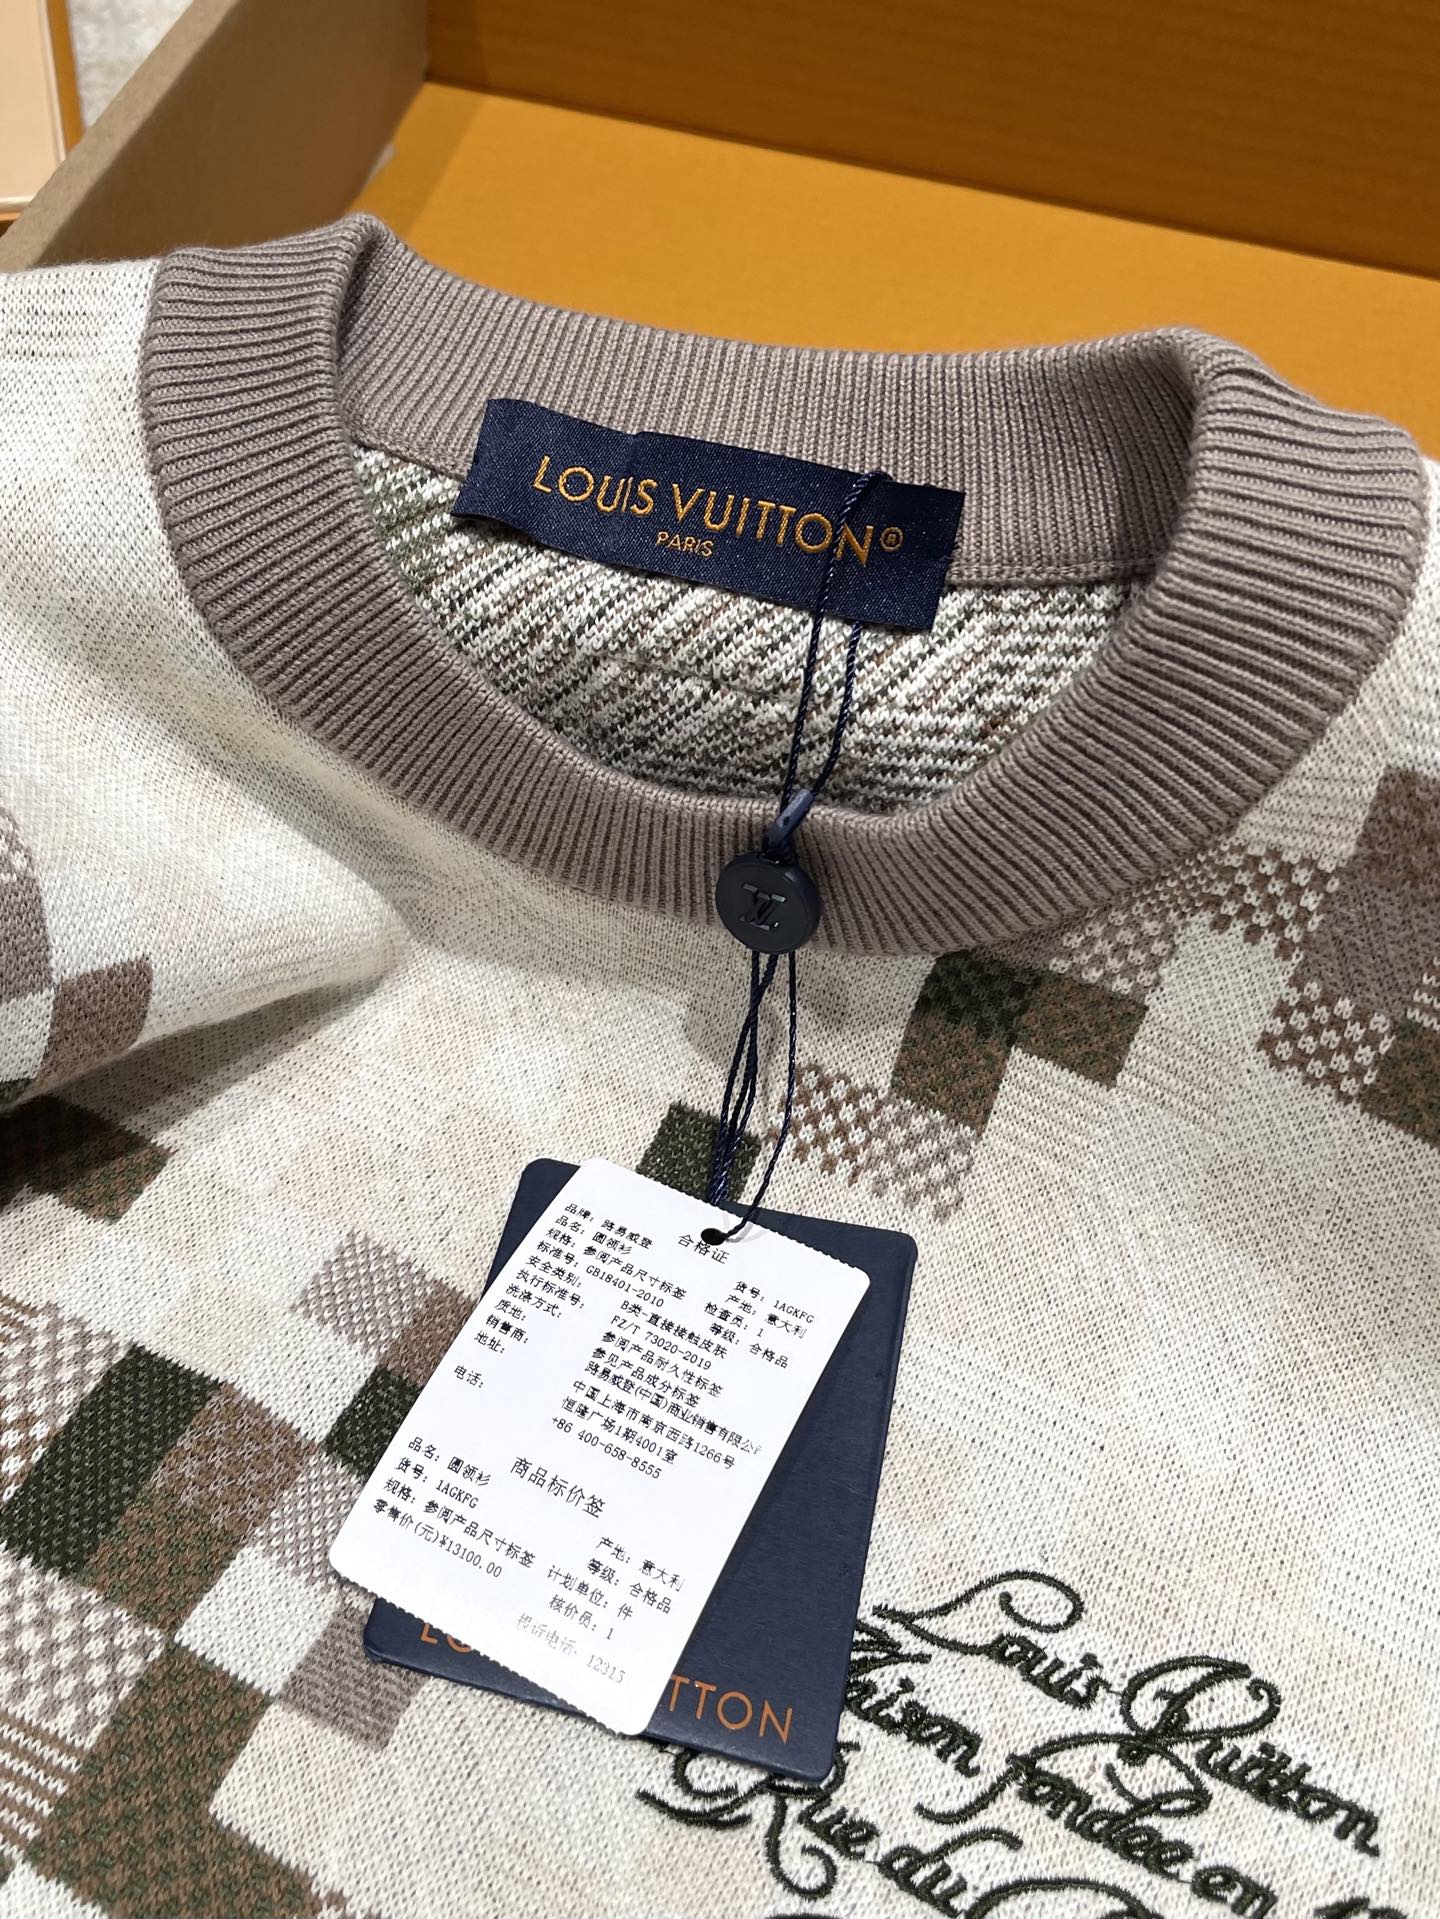 LOUIS VUITTON®
PARIS
LV
合格证
品牌: 路易威登
品名: 圆领衫
货号: 1AGKFG
规格: 参阅产品尺寸标签
产地: 意大利
标准号: GB18401-2010
检查员: 1
安全类别: B类-直接接触皮肤
等级: 合格品
执行标准号: FZ/T 73020-2019
洗涤方式: 参阅产品耐久性标签
质地: 参见产品成分标签
销售商: 路易威登(中国)商业销售有限公
地址: 中国上海市南京西路1266号
恒隆广场1期4001室
电话: +86 400-658-8555
商品标价签
品名: 圆领衫
产地: 意大利
货号: 1AGKFG
等级: 合格品
规格: 参阅产品尺寸标签
计划单位: 件
零售价(元)¥13100.00
核价员: 1
投诉电话: 12315
TTON
Louis Vuitton
Maison fondée en
Rue du